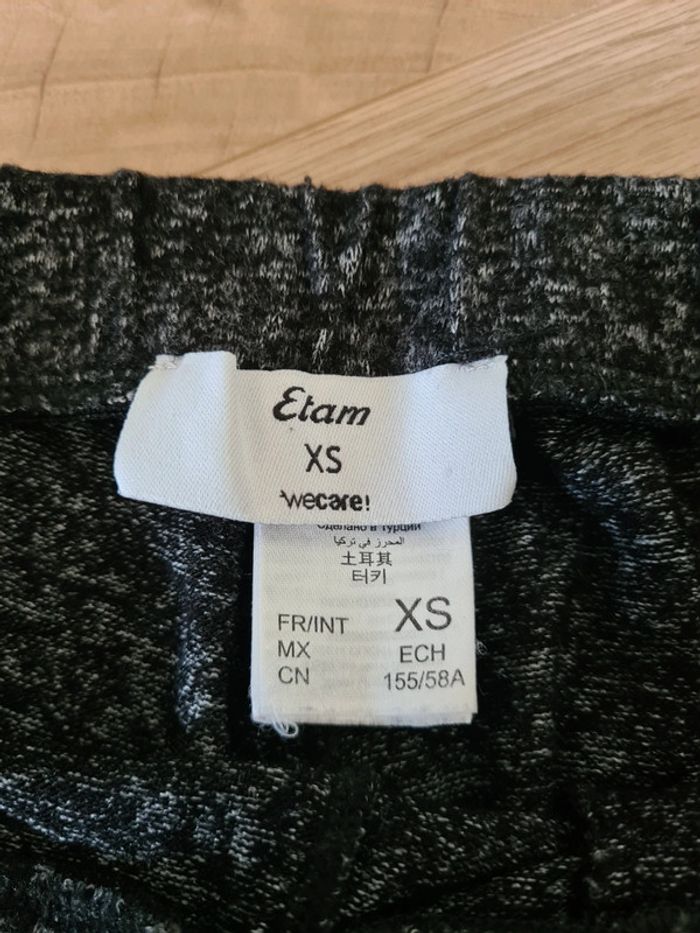 Etam
XS
wecare!
Сделано в Турции
المحرز في تركيا
土耳其
터키
FR/INT XS
MX ECH
CN 155/58A